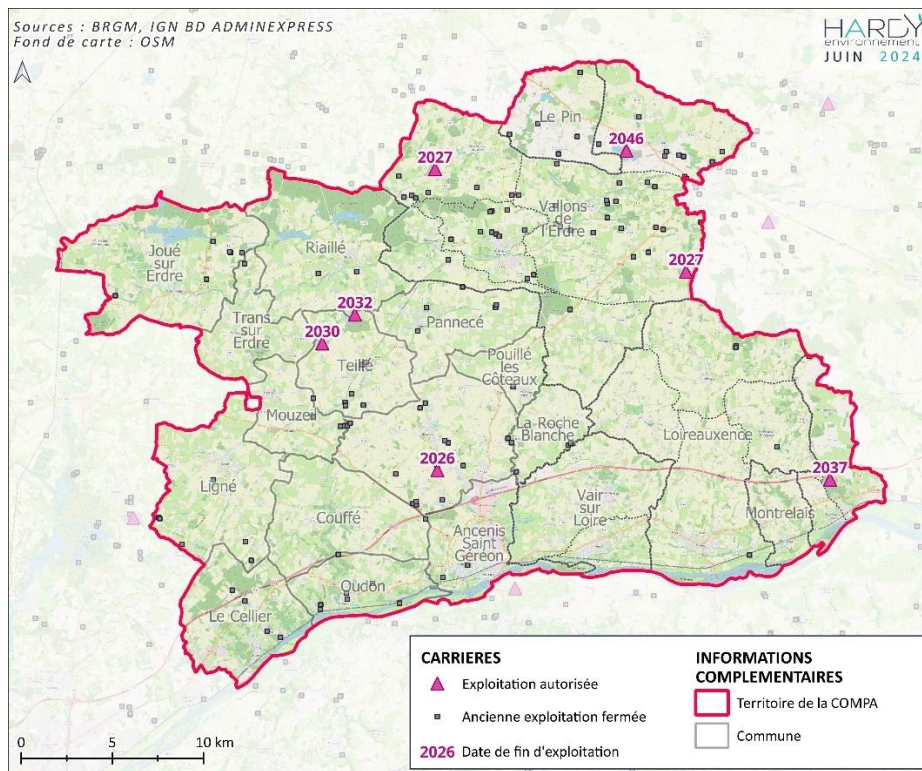 Sources : BRGM, IGN BD ADMINEXPRESS
Fond de carte : OSM
HARDY
environnement
JUIN 2024
Le Pin
2046
2027
Vallons
de
l'Erdre
Joué
sur
Erdre
Riaillé
2027
2032
Trans
sur
Erdre
2030
Pannecé
Teillé
Pouillé
les
Côteaux
Mouzeil
La Roche
Blanche
Loireauxence
2026
2037
Ligné
Couffé
Vair
sur
Loire
Montrelais
Ancenis
Saint
Géréon
Oudon
Le Cellier
CARRIERES
Exploitation autorisée
Ancienne exploitation fermée
2026 Date de fin d'exploitation
INFORMATIONS
COMPLEMENTAIRES
Territoire de la COMPA
Commune
0 5 10 km